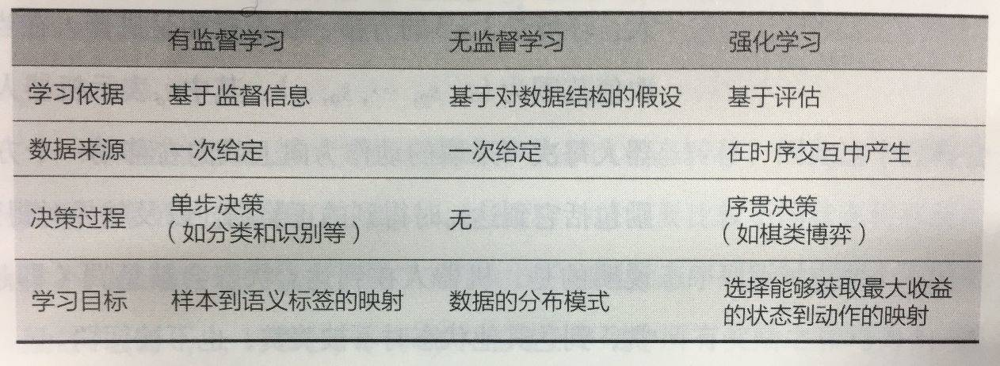 有监督学习 无监督学习 强化学习
学习依据 基于监督信息 基于对数据结构的假设 基于评估
数据来源 一次给定 一次给定 在时序交互中产生
决策过程 单步决策 无 序贯决策
（如分类和识别等） （如棋类博弈）
学习目标 样本到语义标签的映射 数据的分布模式 选择能够获取最大收益
的状态到动作的映射